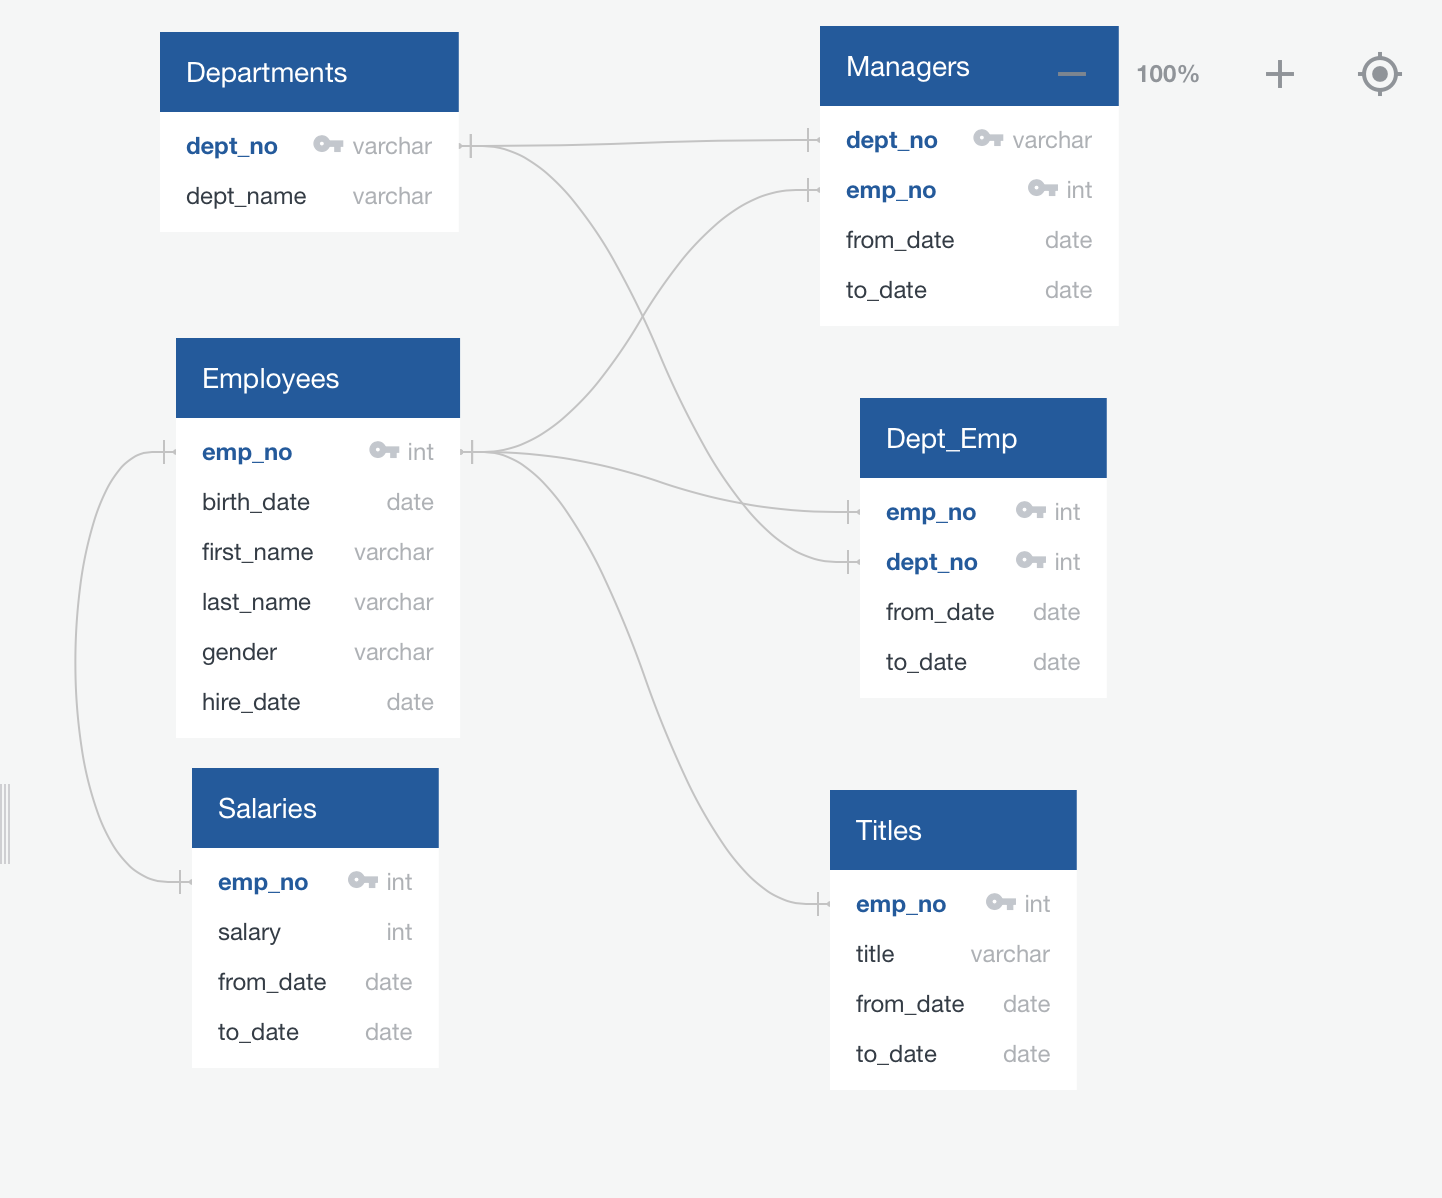 Departments
dept_no varchar
dept_name varchar
Managers
100%
dept_no varchar
emp_no int
from_date date
to_date date
Employees
emp_no int
birth_date date
first_name varchar
last_name varchar
gender varchar
hire_date date
Dept_Emp
emp_no int
dept_no int
from_date date
to_date date
Salaries
emp_no int
salary int
from_date date
to_date date
Titles
emp_no int
title varchar
from_date date
to_date date